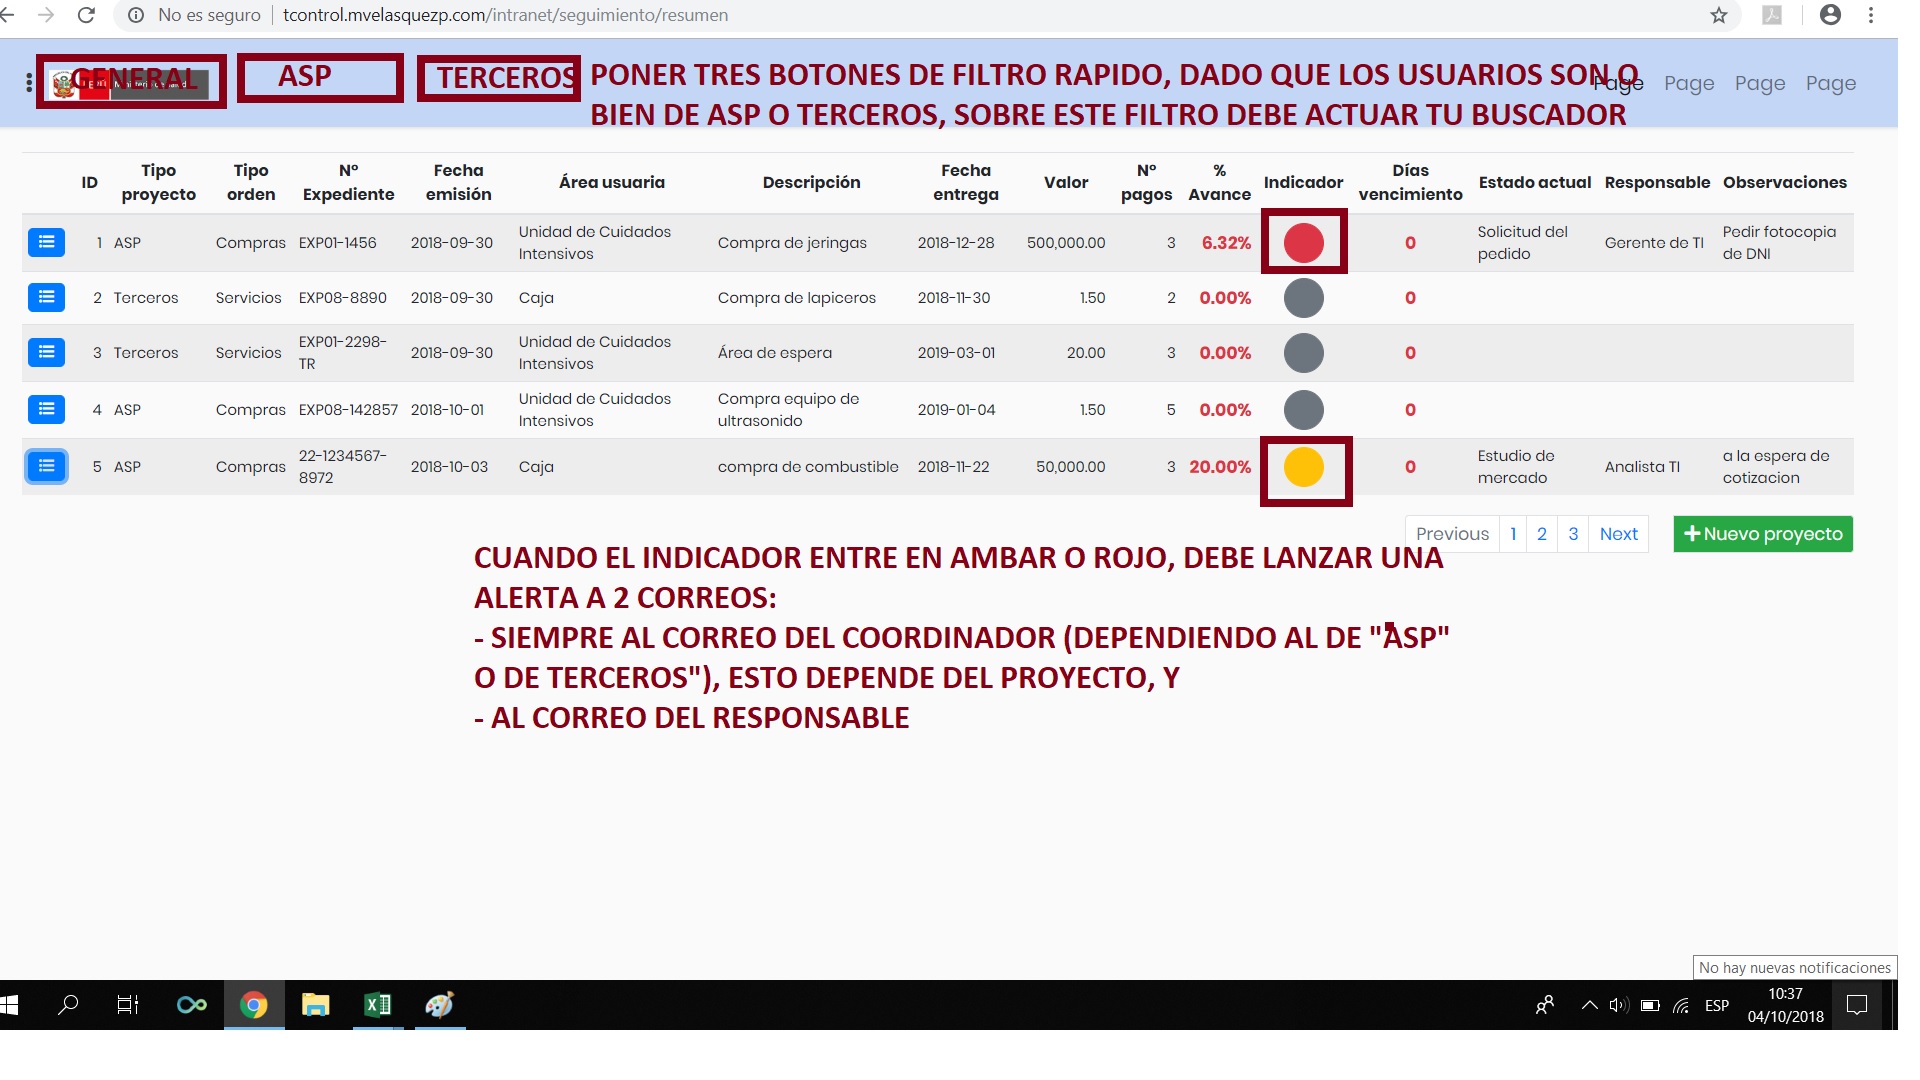 No es seguro | tcontrol.mvelasquezp.com/intranet/seguimiento/resumen
GENERAL ASP TERCEROS PONER TRES BOTONES DE FILTRO RAPIDO, DADO QUE LOS USUARIOS SON O
BIEN DE ASP O TERCEROS, SOBRE ESTE FILTRO DEBE ACTUAR TU BUSCADOR
Page Page Page Page
ID Tipo proyecto Tipo orden N° Expediente Fecha emisión Área usuaria Descripción Fecha entrega Valor N° pagos % Avance Indicador Días vencimiento Estado actual Responsable Observaciones
1 ASP Compras EXP01-1456 2018-09-30 Unidad de Cuidados Intensivos Compra de jeringas 2018-12-28 500,000.00 3 6.32% 0 Solicitud del pedido Gerente de TI Pedir fotocopia de DNI
2 Terceros Servicios EXP08-8890 2018-09-30 Caja Compra de lapiceros 2018-11-30 1.50 2 0.00% 0
3 Terceros Servicios EXP01-2298-TR 2018-09-30 Unidad de Cuidados Intensivos Área de espera 2019-03-01 20.00 3 0.00% 0
4 ASP Compras EXP08-142857 2018-10-01 Unidad de Cuidados Intensivos Compra equipo de ultrasonido 2019-01-04 1.50 5 0.00% 0
5 ASP Compras 22-1234567-8972 2018-10-03 Caja compra de combustible 2018-11-22 50,000.00 3 20.00% 0 Estudio de mercado Analista TI a la espera de cotizacion
Previous 1 2 3 Next Nuevo proyecto
CUANDO EL INDICADOR ENTRE EN AMBAR O ROJO, DEBE LANZAR UNA
ALERTA A 2 CORREOS:
- SIEMPRE AL CORREO DEL COORDINADOR (DEPENDIENDO AL DE "ASP"
O DE TERCEROS"), ESTO DEPENDE DEL PROYECTO, Y
- AL CORREO DEL RESPONSABLE
No hay nuevas notificaciones
ESP
10:37
04/10/2018